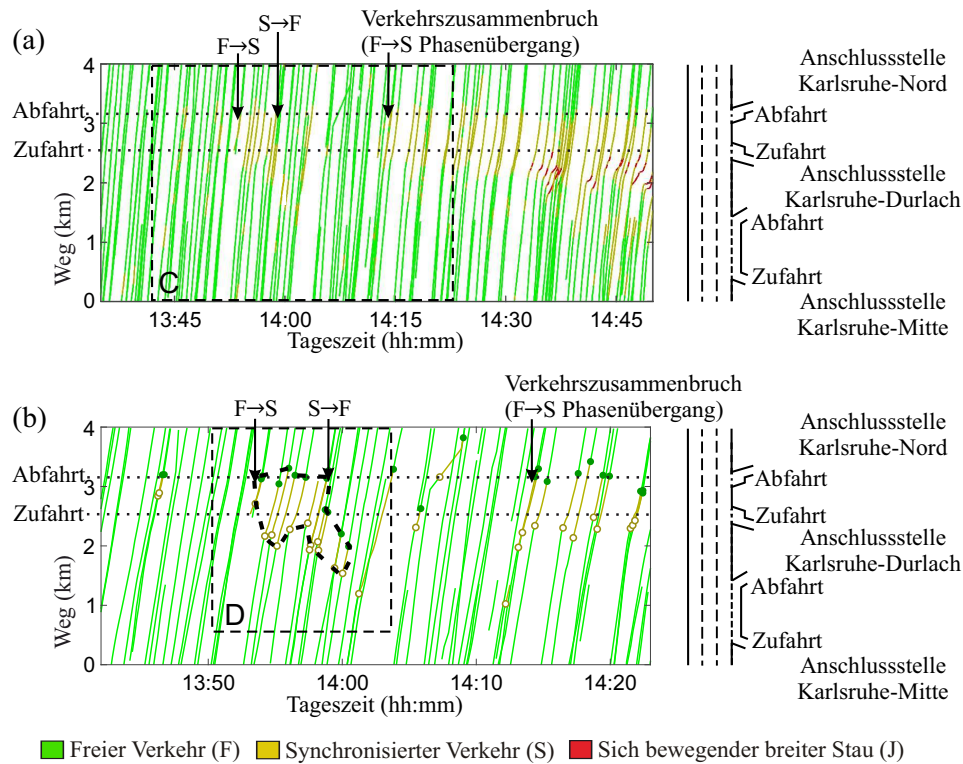 (a)
S→F
F→S
Verkehrszusammenbruch
(F→S Phasenübergang)
4
Abfahrt
3
Zufahrt
2
1
0
Weg (km)
C
13:45
14:00
14:15
14:30
14:45
Tageszeit (hh:mm)
Anschlussstelle
Karlsruhe-Nord
Abfahrt
Zufahrt
Anschlussstelle
Karlsruhe-Durlach
Abfahrt
Zufahrt
Anschlussstelle
Karlsruhe-Mitte
(b)
F→S
S→F
Verkehrszusammenbruch
(F→S Phasenübergang)
4
Abfahrt
3
Zufahrt
2
1
0
Weg (km)
D
13:50
14:00
14:10
14:20
Tageszeit (hh:mm)
Anschlussstelle
Karlsruhe-Nord
Abfahrt
Zufahrt
Anschlussstelle
Karlsruhe-Durlach
Abfahrt
Zufahrt
Anschlussstelle
Karlsruhe-Mitte
Freier Verkehr (F)
Synchronisierter Verkehr (S)
Sich bewegender breiter Stau (J)